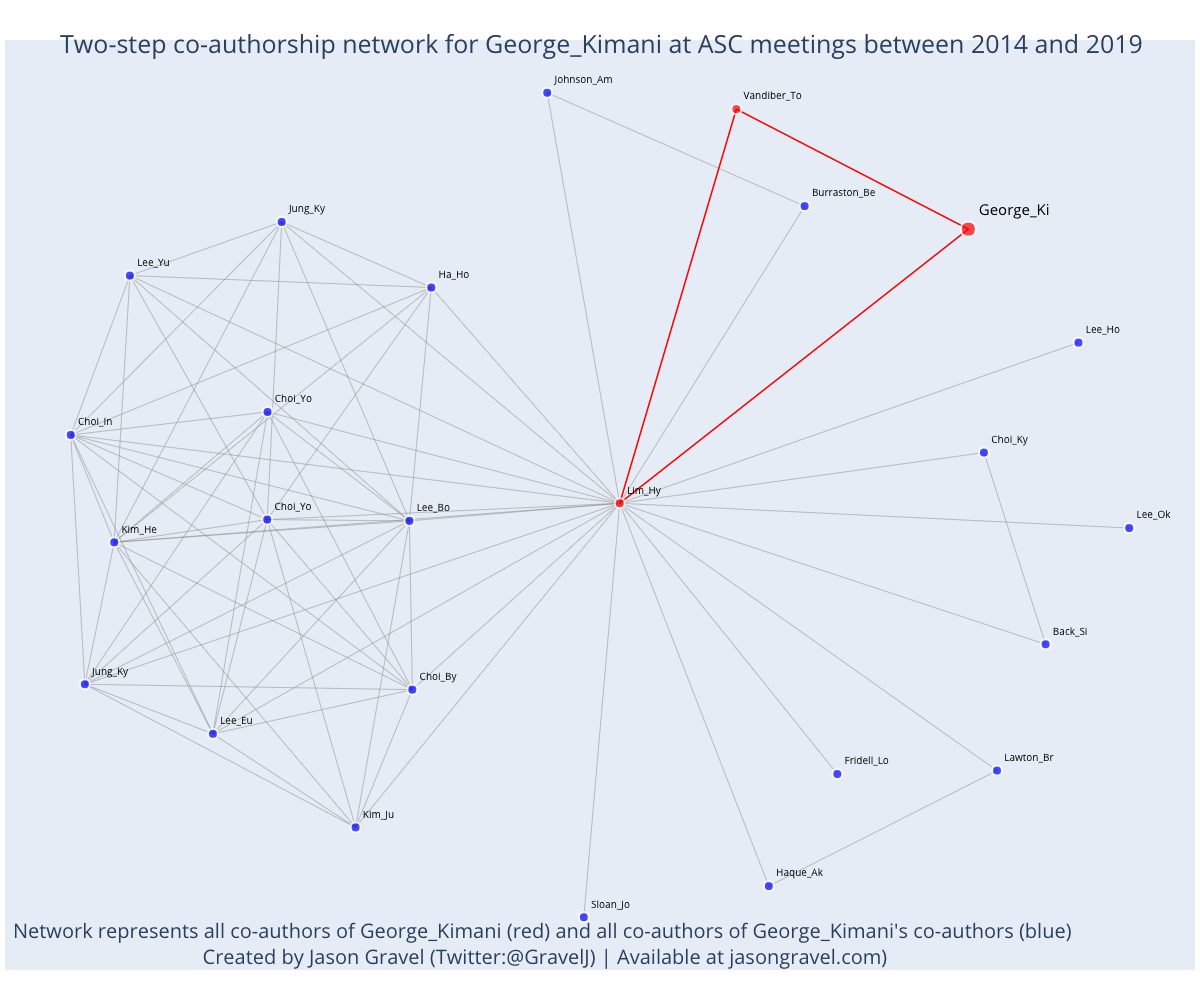 Two-step co-authorship network for George_Kimani at ASC meetings between 2014 and 2019
Johnson_Am
Vandiber_To
Burraston_Be
George_Ki
Jung_Ky
Lee_Yu
Ha_Ho
Lee_Ho
Choi_Yo
Choi_In
Choi_Ky
Lim_Hy
Choi_Yo
Lee_Bo
Lee_Ok
Kim_He
Back_Si
Jung_Ky
Choi_By
Lee_Eu
Fridell_Lo
Lawton_Br
Kim_Ju
Haque_Ak
Sloan_Jo
Network represents all co-authors of George_Kimani (red) and all co-authors of George_Kimani's co-authors (blue)
Created by Jason Gravel (Twitter:@GravelJ) | Available at jasongravel.com)